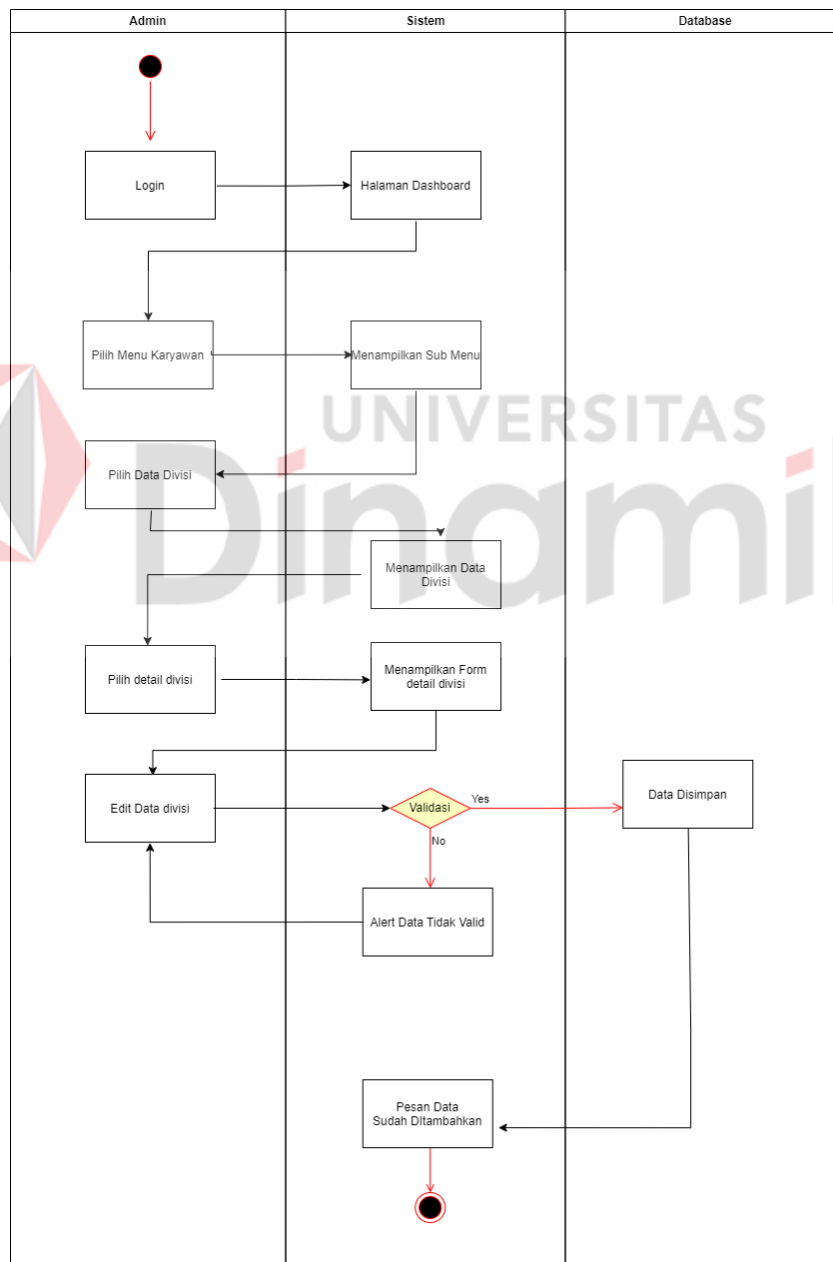 Admin
Sistem
Database
Login
Halaman Dashboard
Pilih Menu Karyawan
Menampilkan Sub Menu
UNIVERSITAS
Dinami
Pilih Data Divisi
Menampilkan Data
Divisi
Pilih detail divisi
Menampilkan Form
detail divisi
Edit Data divisi
Validasi
Yes
Data Disimpan
No
Alert Data Tidak Valid
Pesan Data
Sudah DItambahkan